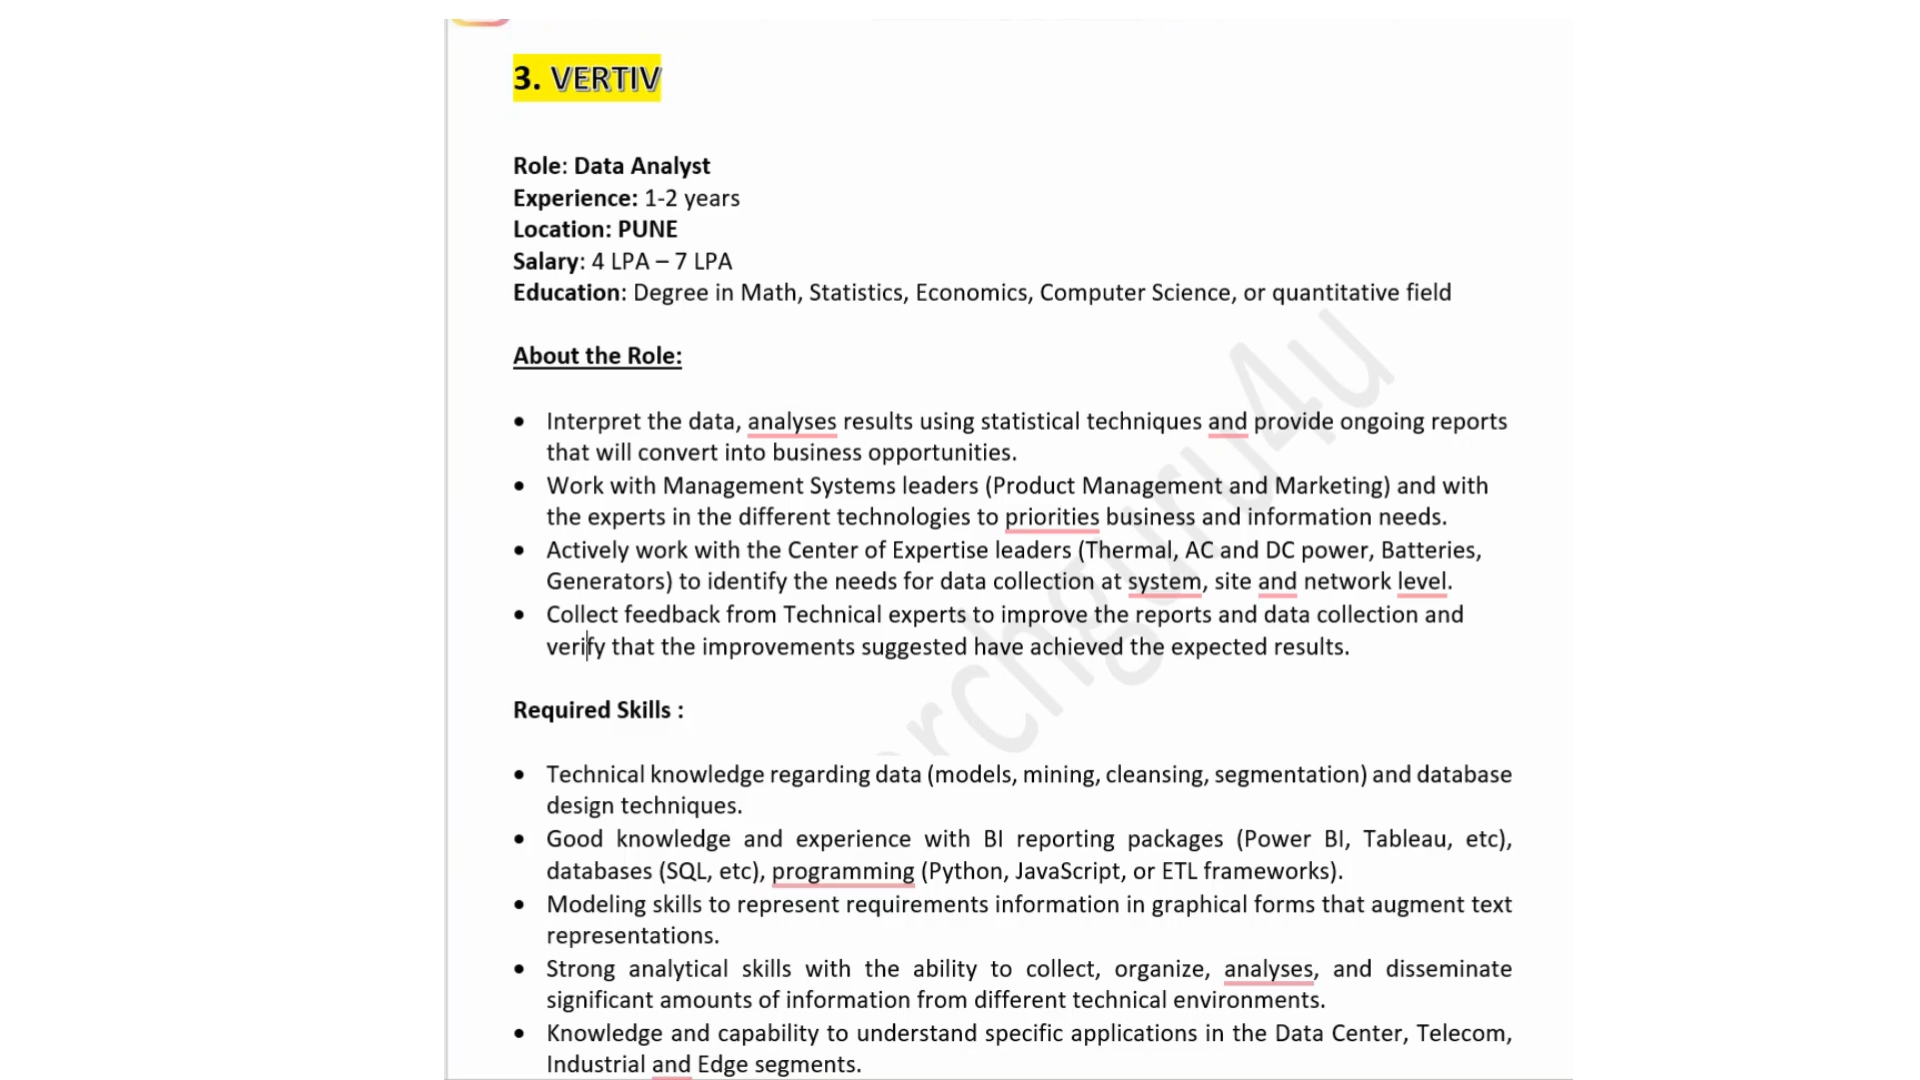 3. VERTIV
Role: Data Analyst
Experience: 1-2 years
Location: PUNE
Salary: 4 LPA – 7 LPA
Education: Degree in Math, Statistics, Economics, Computer Science, or quantitative field
About the Role:
• Interpret the data, analyses results using statistical techniques and provide ongoing reports
that will convert into business opportunities.
• Work with Management Systems leaders (Product Management and Marketing) and with
the experts in the different technologies to priorities business and information needs.
• Actively work with the Center of Expertise leaders (Thermal, AC and DC power, Batteries,
Generators) to identify the needs for data collection at system, site and network level.
• Collect feedback from Technical experts to improve the reports and data collection and
verify that the improvements suggested have achieved the expected results.
Required Skills :
• Technical knowledge regarding data (models, mining, cleansing, segmentation) and database
design techniques.
• Good knowledge and experience with BI reporting packages (Power BI, Tableau, etc),
databases (SQL, etc), programming (Python, JavaScript, or ETL frameworks).
• Modeling skills to represent requirements information in graphical forms that augment text
representations.
• Strong analytical skills with the ability to collect, organize, analyses, and disseminate
significant amounts of information from different technical environments.
• Knowledge and capability to understand specific applications in the Data Center, Telecom,
Industrial and Edge segments.